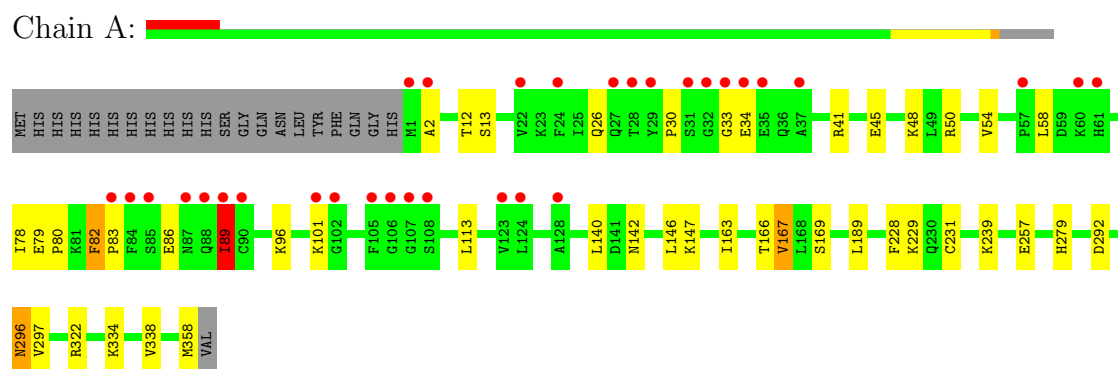 Chain A:
MET HIS HIS HIS HIS HIS HIS HIS HIS HIS HIS SER GLY GLN ASN LEU TYR PHE GLN GLY HIS M1 A2 T12 S13 V22 K23 F24 I25 Q26 Q27 T28 Y29 P30 S31 G32 G33 E34 E35 Q36 A37 R41 E45 K48 L49 R50 V54 P57 L58 D59 K60 H61
I78 E79 P80 K81 F82 P83 F84 S85 E86 N87 Q88 I89 C90 K96 K101 G102 F105 G106 G107 S108 L113 V123 L124 A128 L140 D141 N142 L146 K147 I163 T166 V167 L168 S169 L189 F228 K229 Q230 C231 K239 E257 H279 D292
N296 V297 R322 K334 V338 M358 VAL